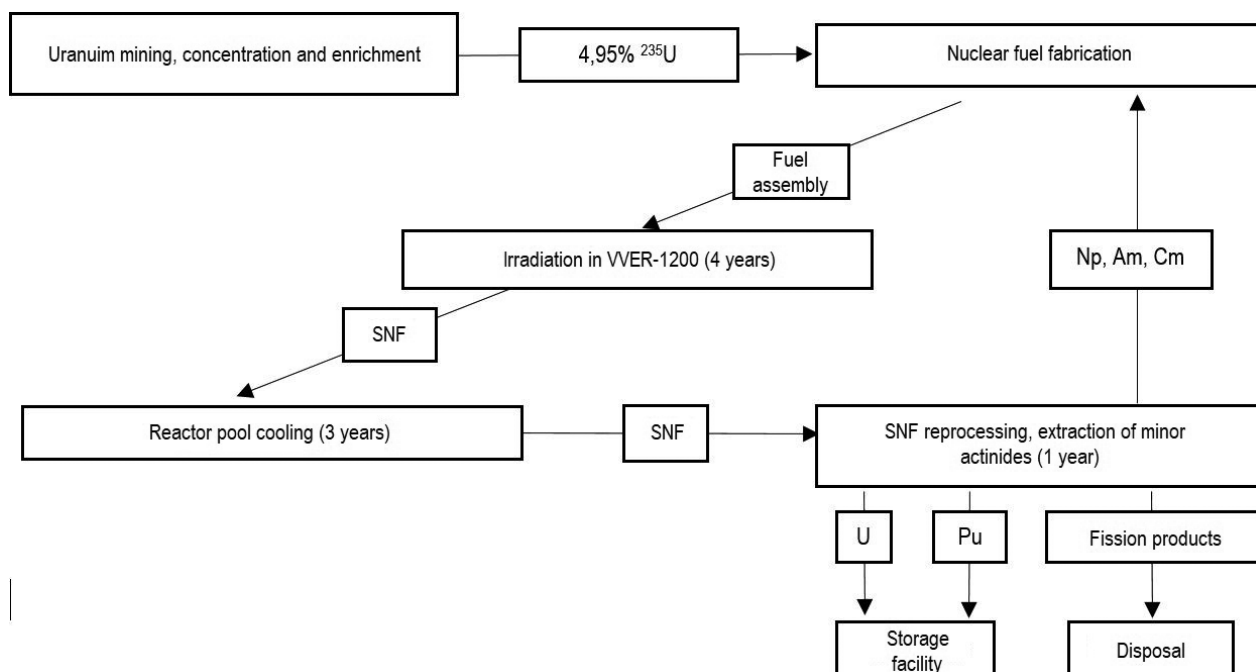 Uranuim mining, concentration and enrichment
4,95% ²³⁵U
Nuclear fuel fabrication
Fuel
assembly
Irradiation in VVER-1200 (4 years)
Np, Am, Cm
SNF
Reactor pool cooling (3 years)
SNF
SNF reprocessing, extraction of minor
actinides (1 year)
U
Pu
Fission products
Storage
facility
Disposal